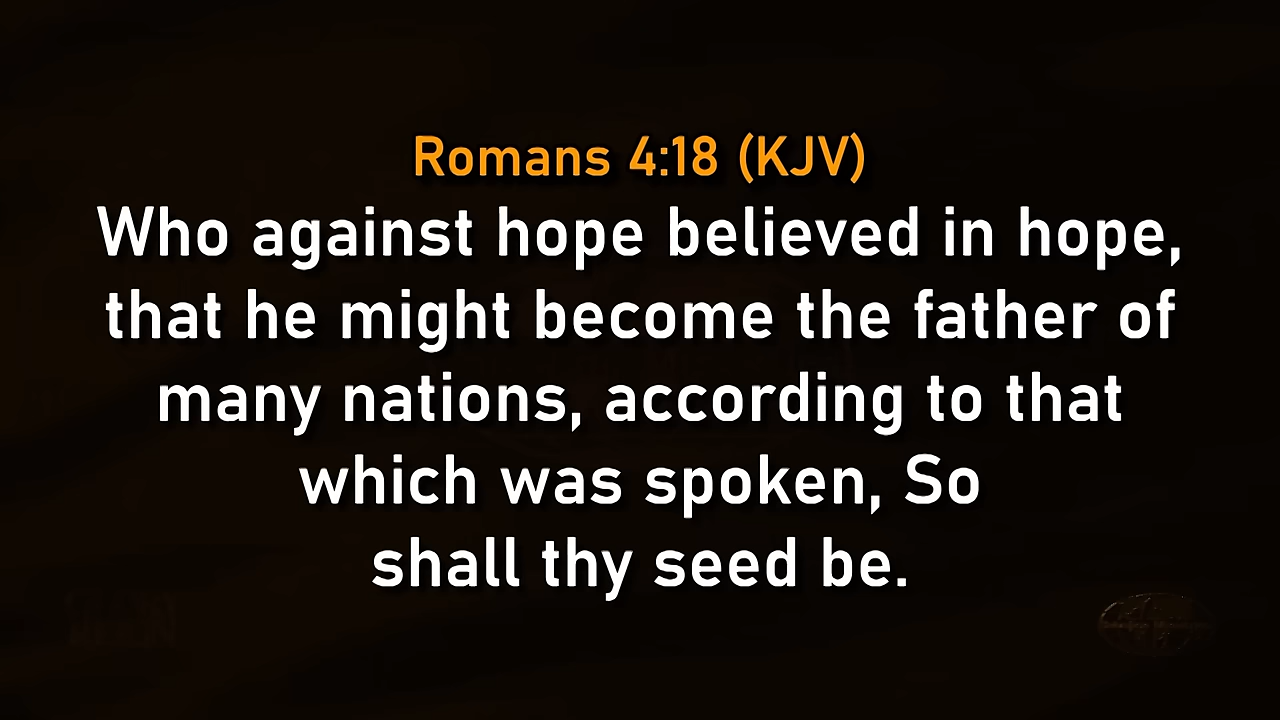 Romans 4:18 (KJV)
Who against hope believed in hope,
that he might become the father of
many nations, according to that
which was spoken, So
shall thy seed be.